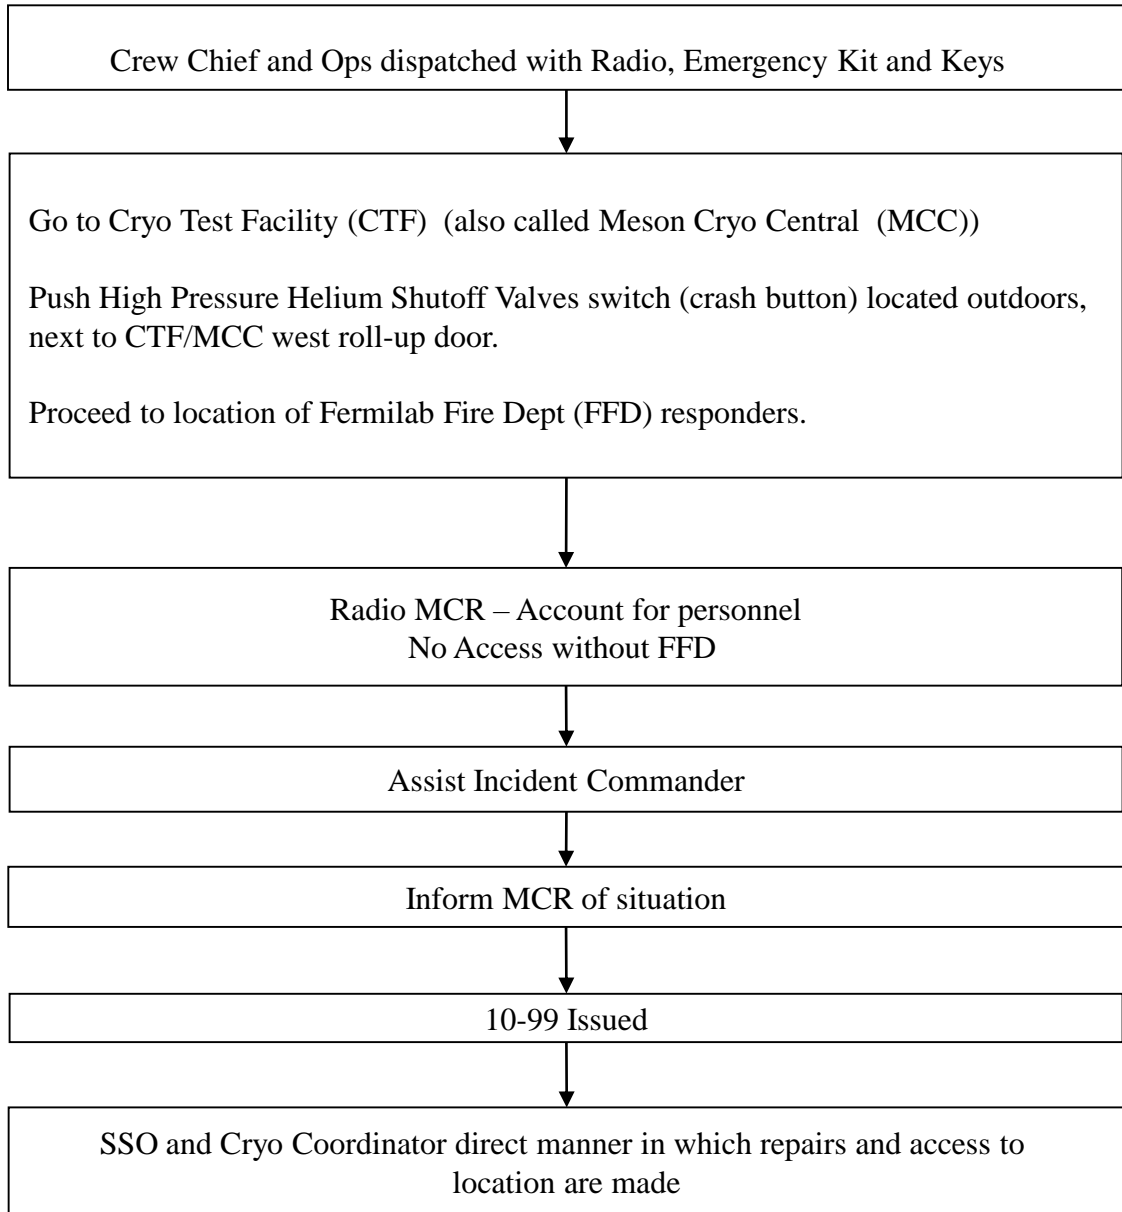 Crew Chief and Ops dispatched with Radio, Emergency Kit and Keys
Go to Cryo Test Facility (CTF)  (also called Meson Cryo Central  (MCC))
Push High Pressure Helium Shutoff Valves switch (crash button) located outdoors,
next to CTF/MCC west roll-up door.
Proceed to location of Fermilab Fire Dept (FFD) responders.
Radio MCR – Account for personnel
No Access without FFD
Assist Incident Commander
Inform MCR of situation
10-99 Issued
SSO and Cryo Coordinator direct manner in which repairs and access to
location are made